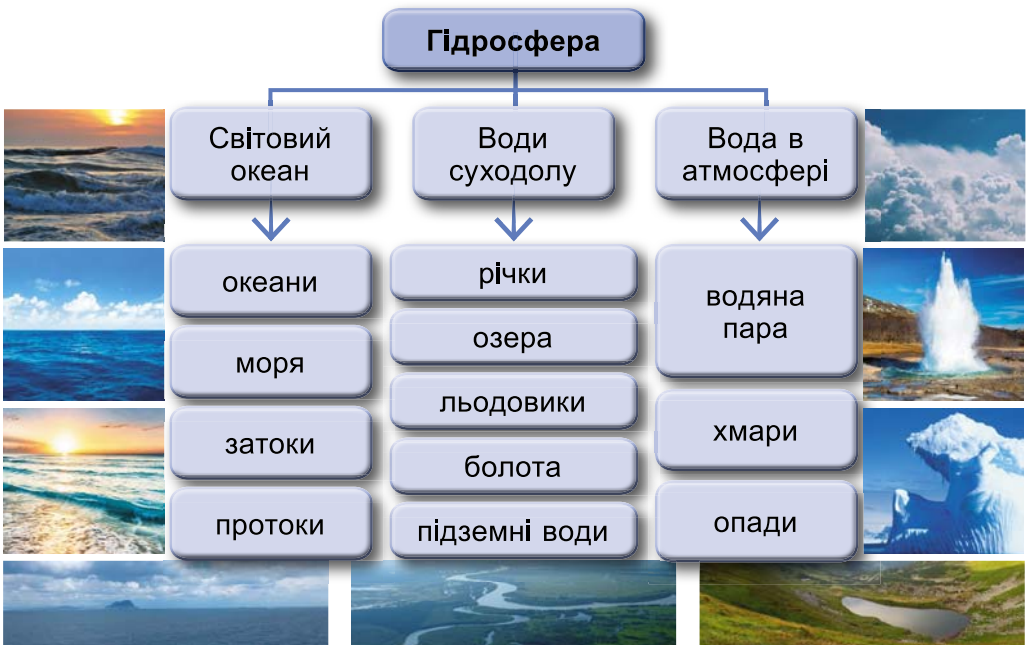 Гідросфера
Світовий
океан
океани
моря
затоки
протоки
Води
суходолу
річки
озера
льодовики
болота
підземні води
Вода в
атмосфері
водяна
пара
хмари
опади